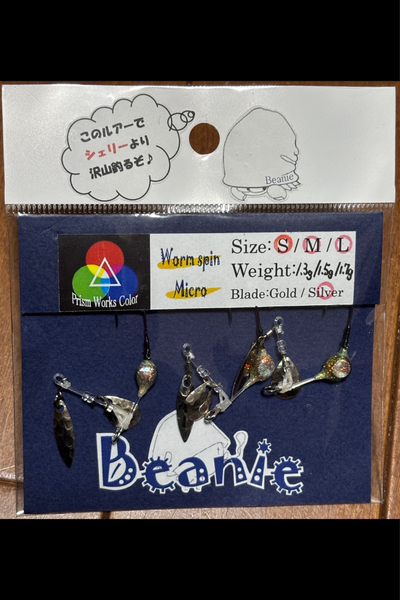 このルアーで
シェリーより
沢山釣るぞ♪
Beanie
Prism Works Color
Worm spin
Micro
Size: S / M / L
Weight: 1.3g/1.5g/1.7g
Blade:Gold / Silver
Beanie